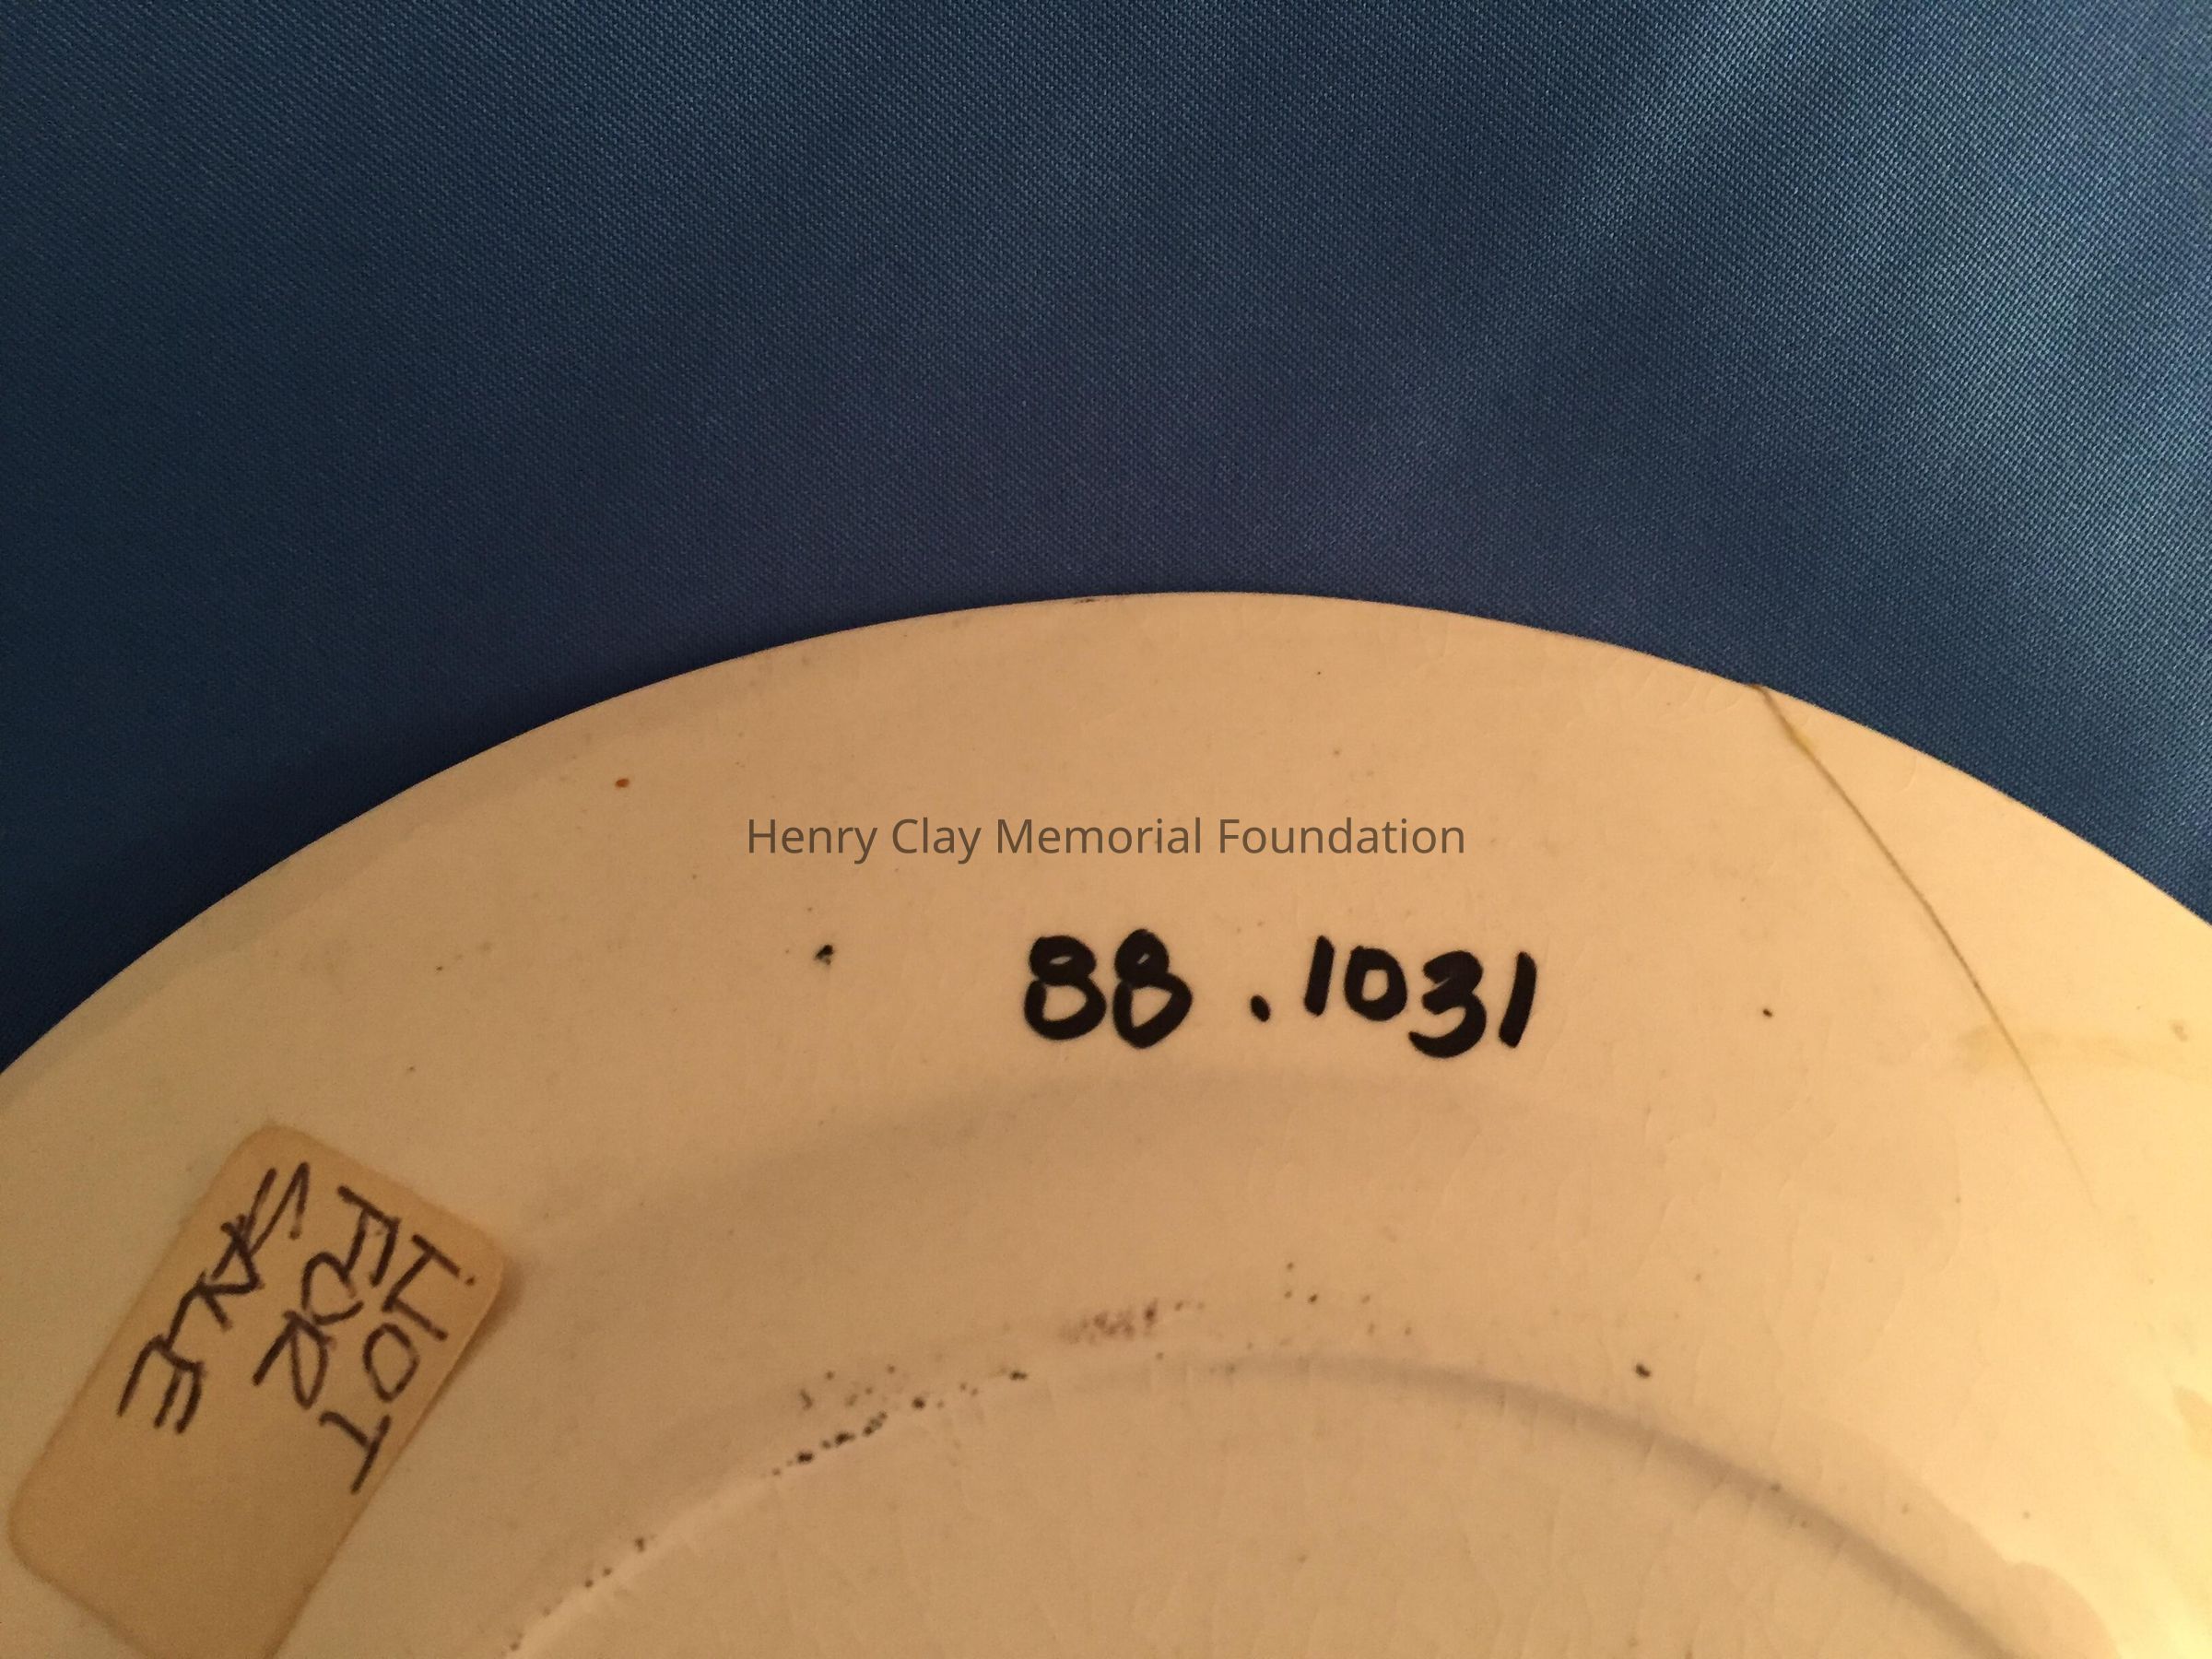 Henry Clay Memorial Foundation
88.1031
NOT
FOR
SALE